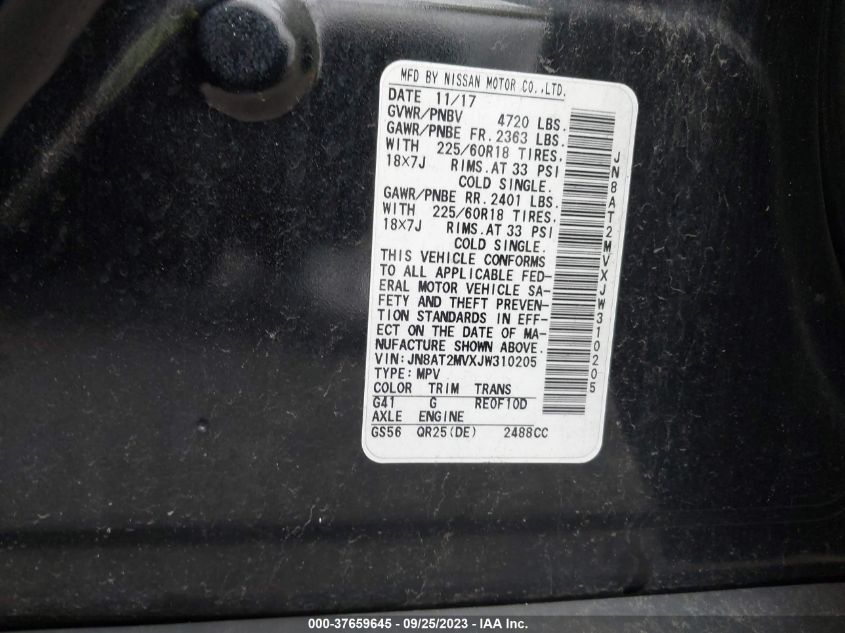 MFD BY NISSAN MOTOR CO.,LTD.
DATE 11/17
GVWR/PNBV 4720 LBS.
GAWR/PNBE FR. 2363 LBS.
WITH 225/60R18 TIRES.
18X7J RIMS.AT 33 PSI
COLD SINGLE.
GAWR/PNBE RR. 2401 LBS.
WITH 225/60R18 TIRES.
18X7J RIMS.AT 33 PSI
COLD SINGLE.
THIS VEHICLE CONFORMS
TO ALL APPLICABLE FED-
ERAL MOTOR VEHICLE SA-
FETY AND THEFT PREVEN-
TION STANDARDS IN EFF-
ECT ON THE DATE OF MA-
NUFACTURE SHOWN ABOVE.
VIN:JN8AT2MVXJW310205
TYPE:MPV
COLOR TRIM TRANS
G41 G RE0F10D
AXLE ENGINE
GS56 QR25(DE) 2488CC
JN8AT2MVXJW310205
000-37659645 - 09/25/2023 - WWW.IAAI.COM